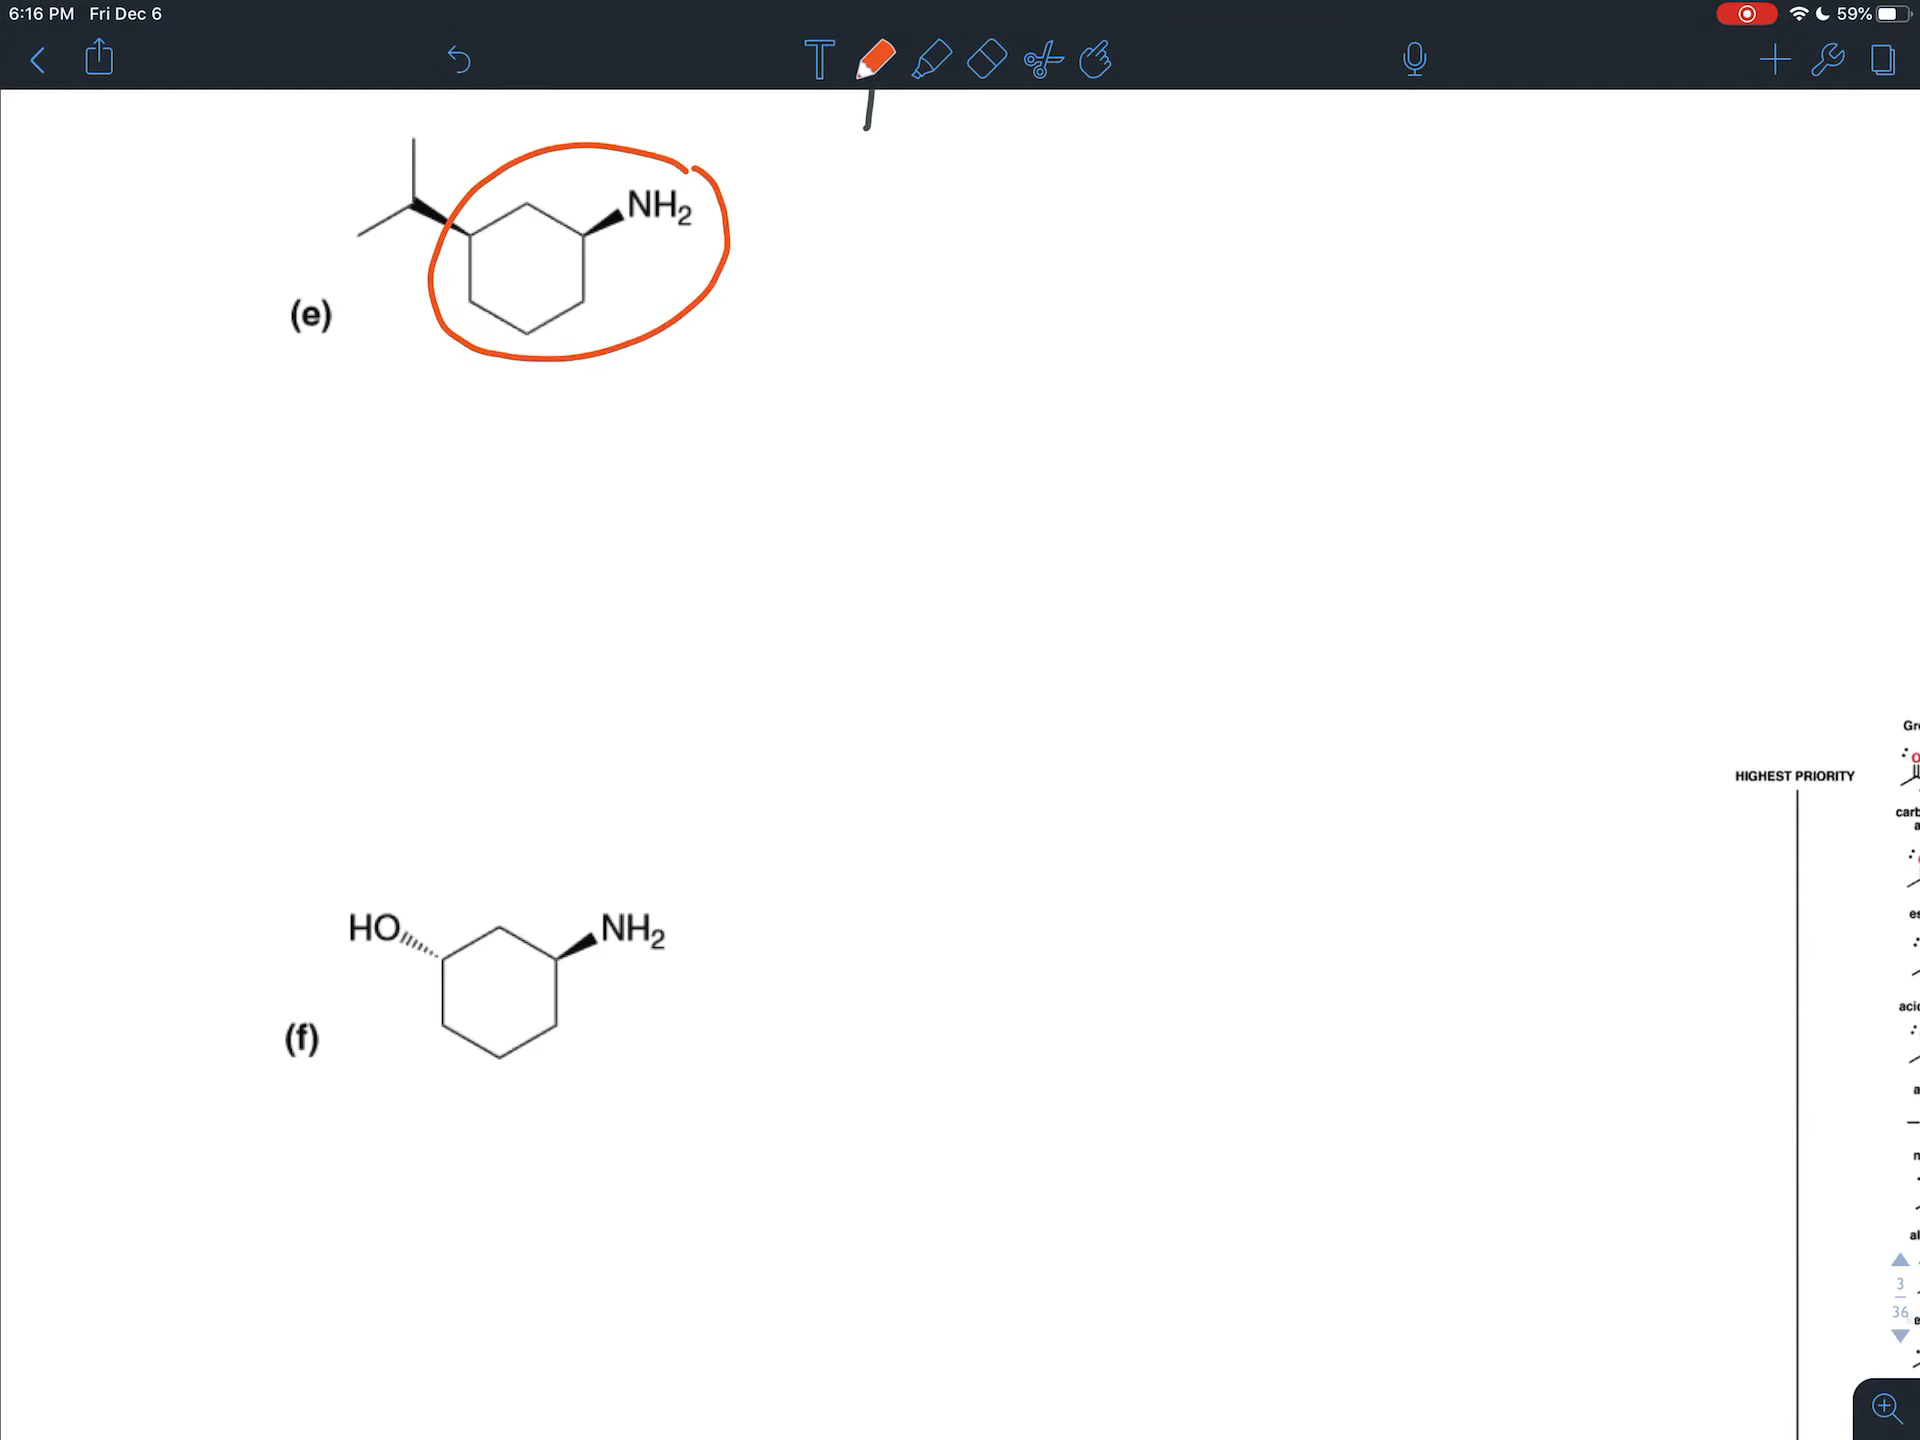 6:16 PM Fri Dec 6
59%
NH2
(e)
HIGHEST PRIORITY
HO
NH2
(f)
3
36